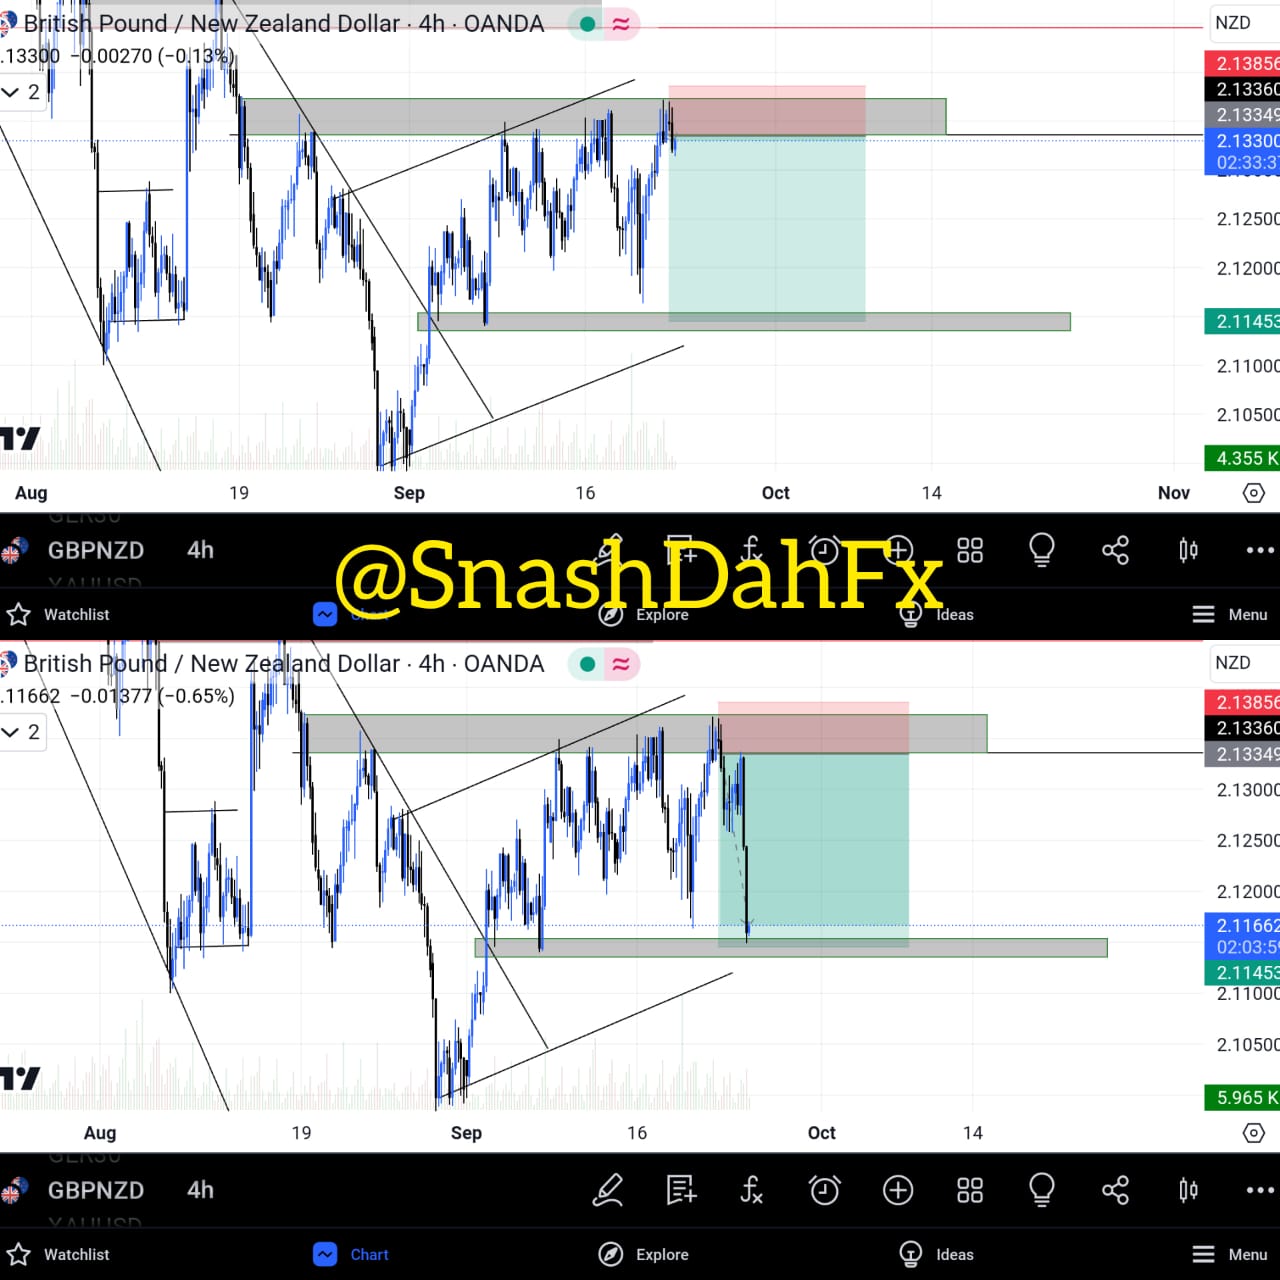 British Pound / New Zealand Dollar · 4h · OANDA
NZD
.13300 −0.00270 (−0.13%)
2
2.13856
2.13360
2.13349
2.13300
02:33:3
2.12500
2.12000
2.11453
2.11000
2.10500
4.355 K
Aug 19 Sep 16 Oct 14 Nov
GBPNZD 4h
@SnashDahFx
Watchlist Chart Explore Ideas Menu
British Pound / New Zealand Dollar · 4h · OANDA
NZD
.11662 −0.01377 (−0.65%)
2
2.13856
2.13360
2.13349
2.13000
2.12500
2.12000
2.11662
02:03:59
2.11453
2.11000
2.10500
5.965 K
Aug 19 Sep 16 Oct 14
GBPNZD 4h
Watchlist Chart Explore Ideas Menu